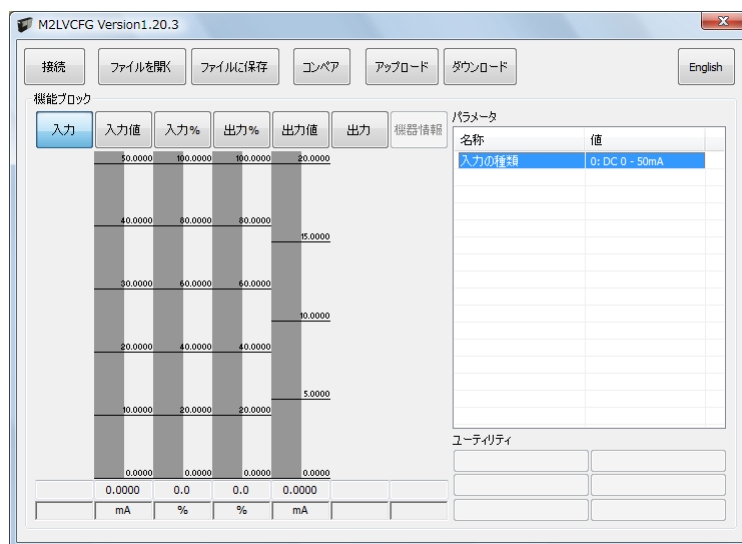 M2LVCFG Version1.20.3
接続 ファイルを開く ファイルに保存 コンペア アップロード ダウンロード English
機能ブロック
入力 入力値 入力% 出力% 出力値 出力 機器情報
50.0000 100.0000 100.0000 20.0000
40.0000 80.0000 80.0000
15.0000
30.0000 60.0000 60.0000
10.0000
20.0000 40.0000 40.0000
5.0000
10.0000 20.0000 20.0000
0.0000 0.0000 0.0000 0.0000
0.0000 0.0 0.0 0.0000
mA % % mA
パラメータ
名称 値
入力の種類 0: DC 0 - 50mA
ユーティリティ